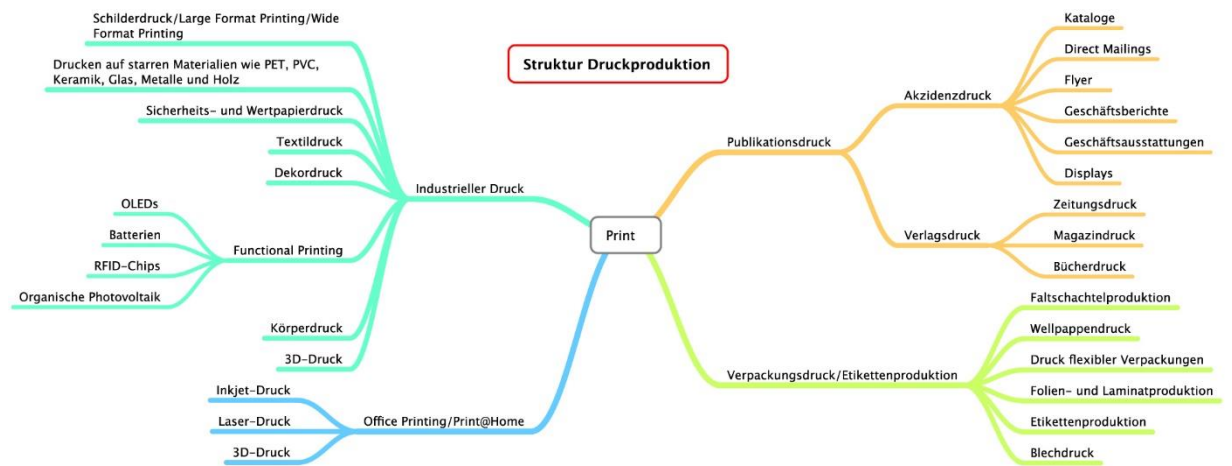 Struktur Druckproduktion
Print
Industrieller Druck
Schilderdruck/Large Format Printing/Wide
Format Printing
Drucken auf starren Materialien wie PET, PVC,
Keramik, Glas, Metalle und Holz
Sicherheits- und Wertpapierdruck
Textildruck
Dekordruck
Functional Printing
OLEDs
Batterien
RFID-Chips
Organische Photovoltaik
Körperdruck
3D-Druck
Office Printing/Print@Home
Inkjet-Druck
Laser-Druck
3D-Druck
Publikationsdruck
Akzidenzdruck
Kataloge
Direct Mailings
Flyer
Geschäftsberichte
Geschäftsausstattungen
Displays
Verlagsdruck
Zeitungsdruck
Magazindruck
Bücherdruck
Verpackungsdruck/Etikettenproduktion
Faltschachtelproduktion
Wellpappendruck
Druck flexibler Verpackungen
Folien- und Laminatproduktion
Etikettenproduktion
Blechdruck